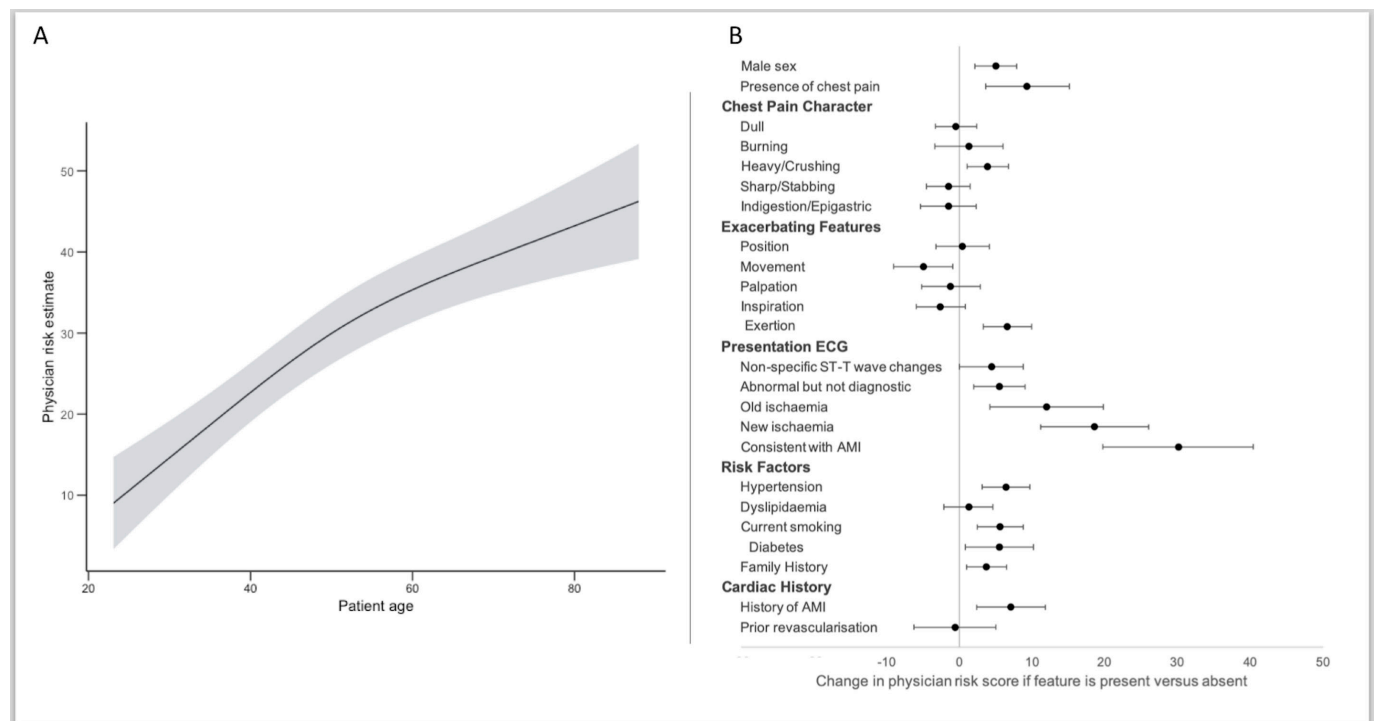 A
50
40
30
20
10
Physician risk estimate
20 40 60 80
Patient age
B
Male sex
Presence of chest pain
Chest Pain Character
Dull
Burning
Heavy/Crushing
Sharp/Stabbing
Indigestion/Epigastric
Exacerbating Features
Position
Movement
Palpation
Inspiration
Exertion
Presentation ECG
Non-specific ST-T wave changes
Abnormal but not diagnostic
Old ischaemia
New ischaemia
Consistent with AMI
Risk Factors
Hypertension
Dyslipidaemia
Current smoking
Diabetes
Family History
Cardiac History
History of AMI
Prior revascularisation
-10 0 10 20 30 40 50
Change in physician risk score if feature is present versus absent